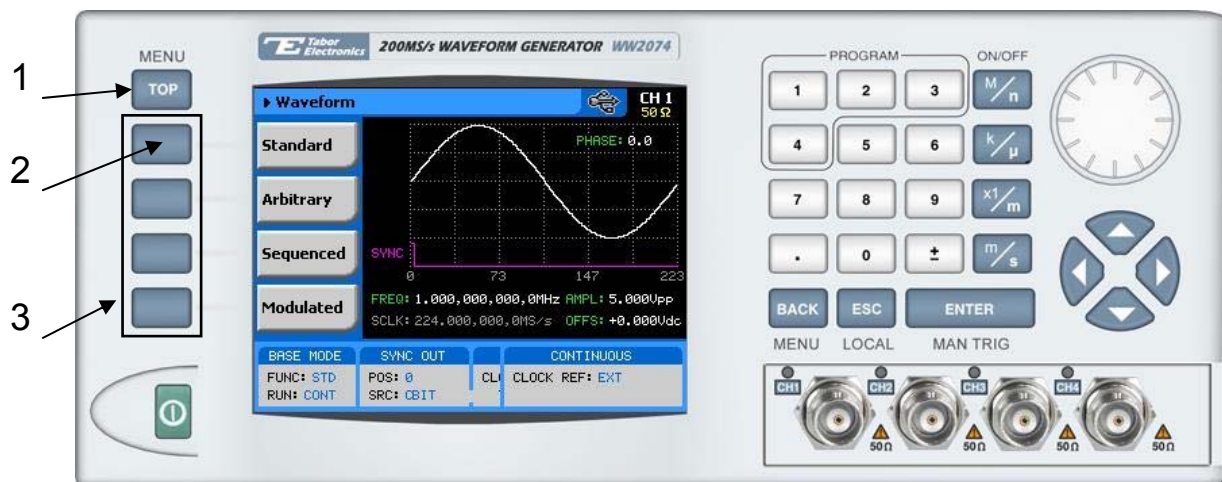 1
2
3
MENU
TOP
Tabor
Electronics
200MS/s WAVEFORM GENERATOR WW2074
Waveform
CH 1
50Ω
Standard
Arbitrary
Sequenced
Modulated
PHASE: 0.0
SYNC
0 73 147 223
FREQ: 1.000,000,000,0MHz AMPL: 5.000Vpp
SCLK: 224.000,000,0MS/s OFFS: +0.000Vdc
BASE MODE
FUNC: STD
RUN: CONT
SYNC OUT
POS: 0
SRC: CBIT
CL
CONTINUOUS
CLOCK REF: EXT
PROGRAM
ON/OFF
1 2 3 M/n
4 5 6 k/µ
7 8 9 x1/m
. 0 ± m/s
BACK ESC ENTER
MENU LOCAL MAN TRIG
CH1 CH2 CH3 CH4
50Ω 50Ω 50Ω 50Ω